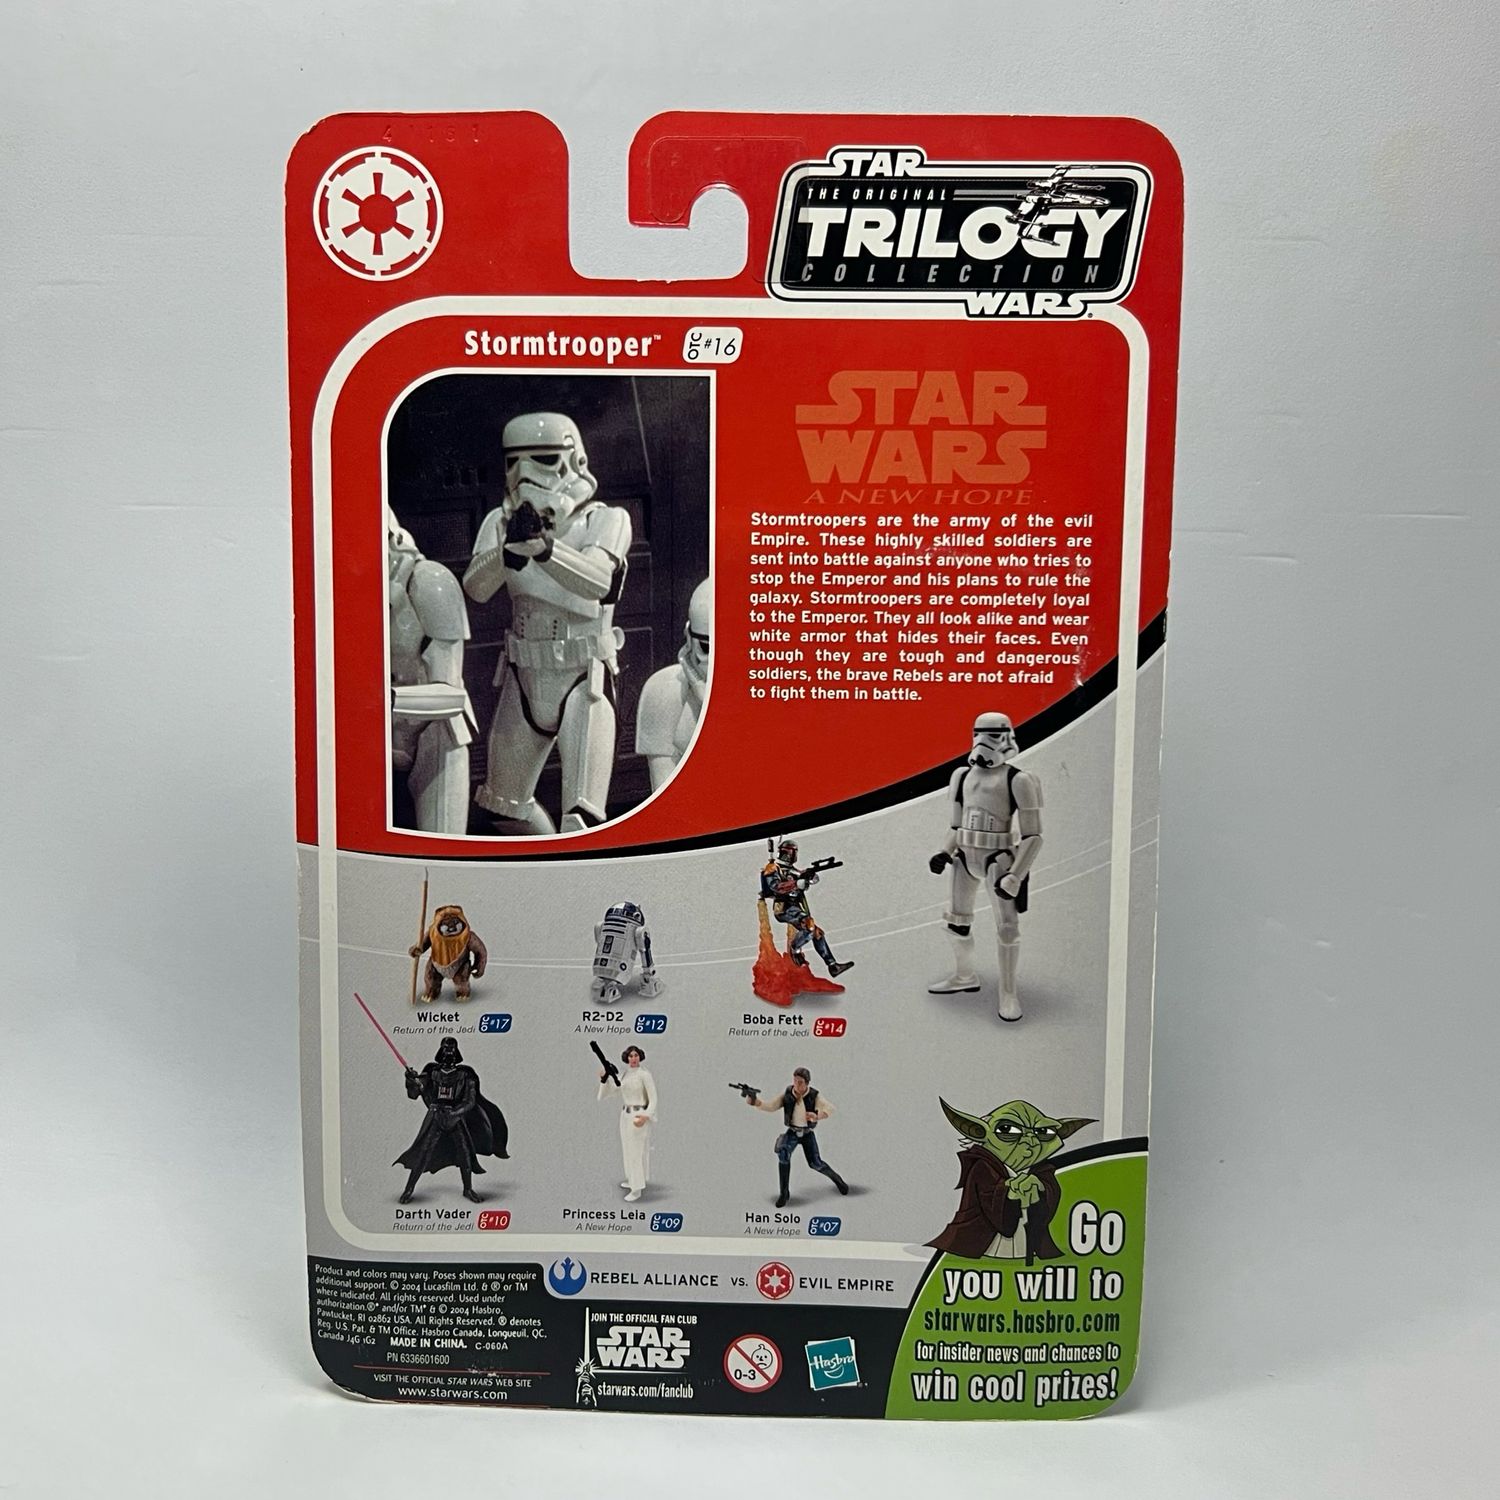 41181
STAR
THE ORIGINAL
TRILOGY
COLLECTION
WARS®
Stormtrooper™ OTC #16
STAR
WARS
A NEW HOPE
Stormtroopers are the army of the evil
Empire. These highly skilled soldiers are
sent into battle against anyone who tries to
stop the Emperor and his plans to rule the
galaxy. Stormtroopers are completely loyal
to the Emperor. They all look alike and wear
white armor that hides their faces. Even
though they are tough and dangerous
soldiers, the brave Rebels are not afraid
to fight them in battle.
Wicket
Return of the Jedi OTC #17
R2-D2
A New Hope OTC #12
Boba Fett
Return of the Jedi OTC #14
Darth Vader
Return of the Jedi OTC #10
Princess Leia
A New Hope OTC #09
Han Solo
A New Hope OTC #07
REBEL ALLIANCE vs. EVIL EMPIRE
Product and colors may vary. Poses shown may require
additional support. © 2004 Lucasfilm Ltd. & ® or TM
where indicated. All rights reserved. Used under
authorization.®* and/or TM* & © 2004 Hasbro,
Pawtucket, RI 02862 USA. All Rights Reserved. ® denotes
Reg. U.S. Pat. & TM Office. Hasbro Canada, Longueuil, QC,
Canada J4G 1G2 MADE IN CHINA. C-060A
PN 6336601600
VISIT THE OFFICIAL STAR WARS WEB SITE
www.starwars.com
JOIN THE OFFICIAL FAN CLUB
STAR
WARS
starwars.com/fanclub
0-3
Hasbro
Go
you will to
starwars.hasbro.com
for insider news and chances to
win cool prizes!